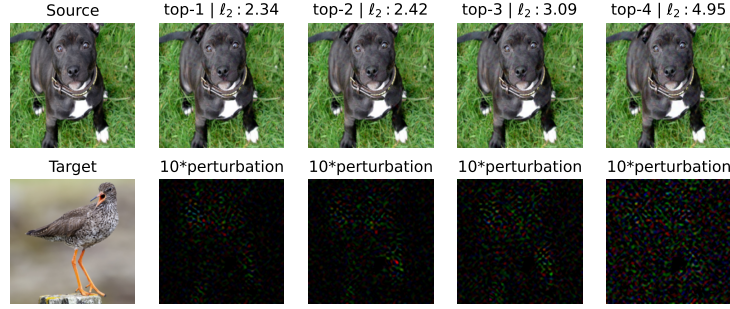 Source
top-1 | ℓ₂ : 2.34
top-2 | ℓ₂ : 2.42
top-3 | ℓ₂ : 3.09
top-4 | ℓ₂ : 4.95
Target
10*perturbation
10*perturbation
10*perturbation
10*perturbation